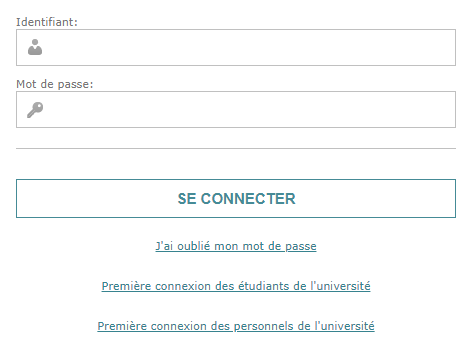 Identifiant:
Mot de passe:
SE CONNECTER
J'ai oublié mon mot de passe
Première connexion des étudiants de l'université
Première connexion des personnels de l'université